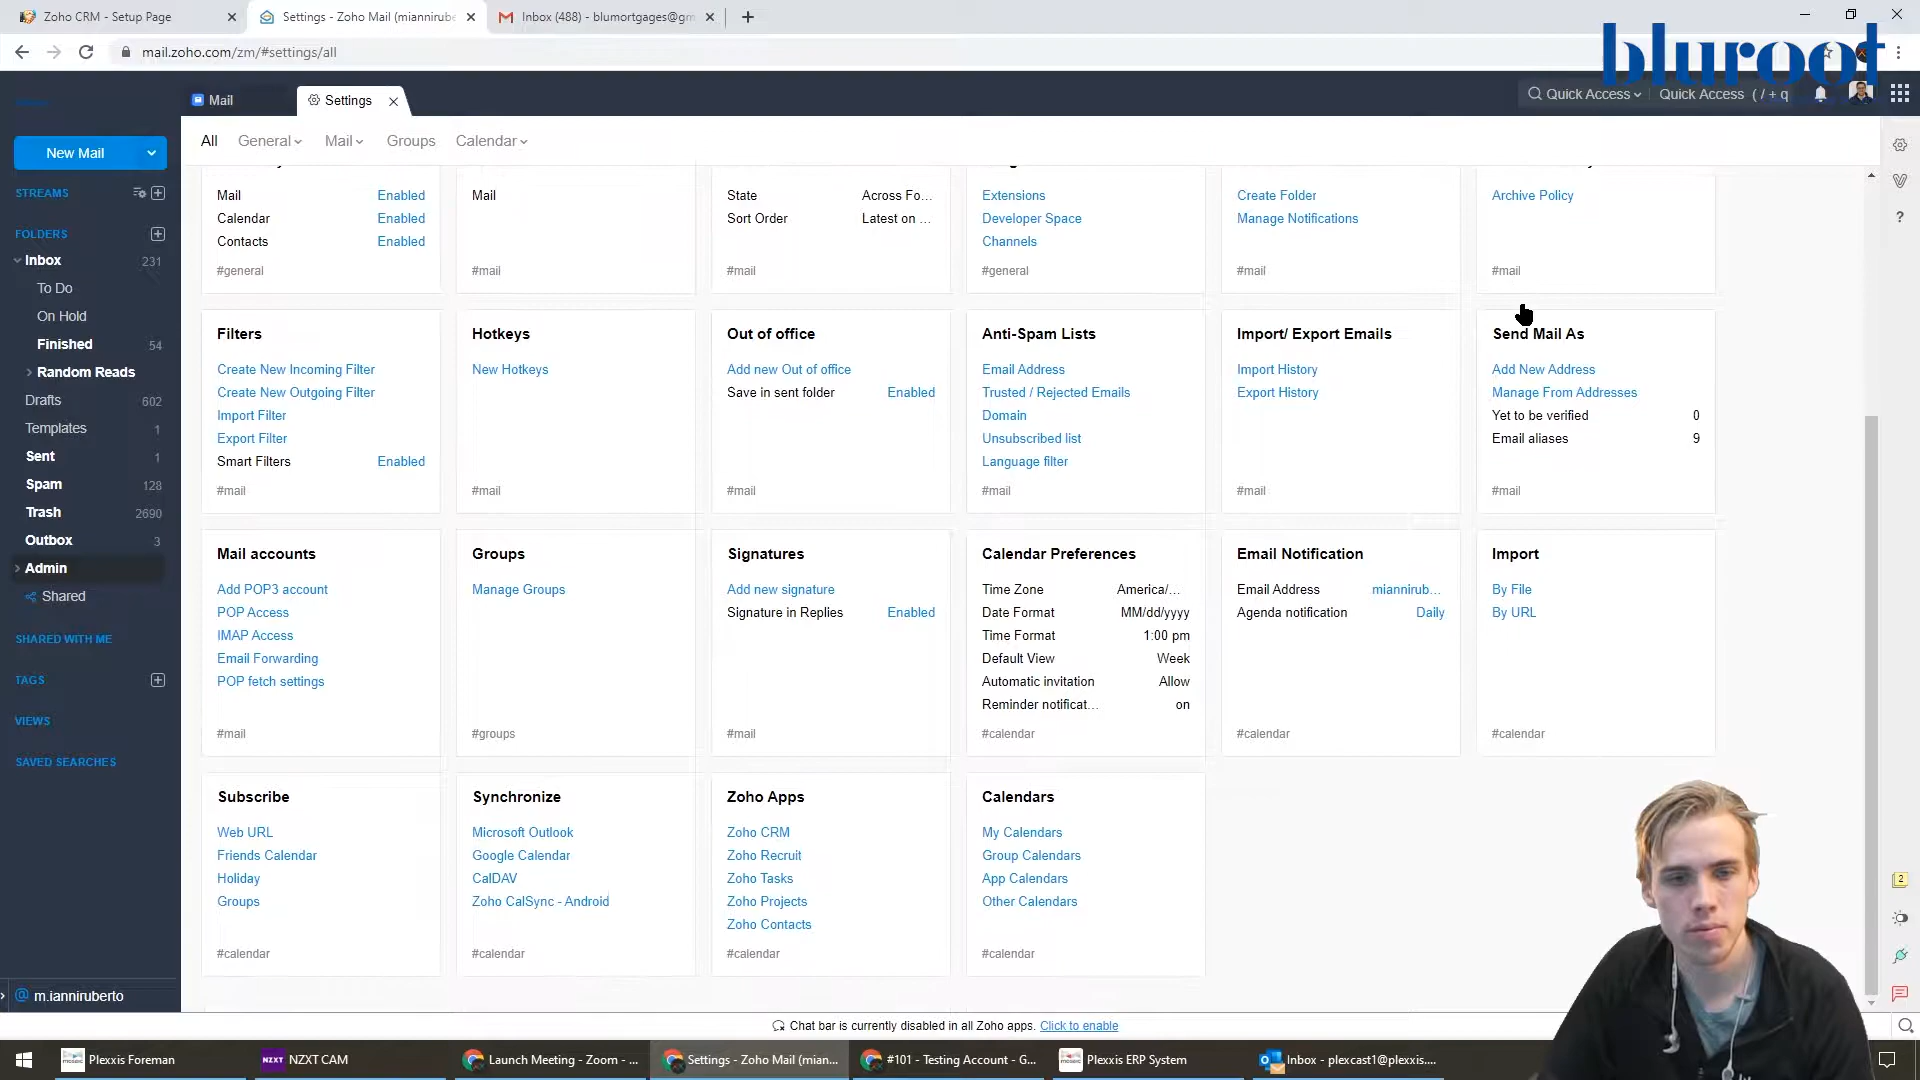 Zoho CRM - Setup Page
Settings - Zoho Mail (miannirube
Inbox (488) - blumortgages@gm
mail.zoho.com/zm/#settings/all
bluroot
Mail
Settings
Quick Access
Quick Access ( / + q
New Mail
All
General
Mail
Groups
Calendar
STREAMS
FOLDERS
Inbox 231
To Do
On Hold
Finished 54
Random Reads
Drafts 602
Templates 1
Sent 1
Spam 128
Trash 2690
Outbox 3
Admin
Shared
SHARED WITH ME
TAGS
VIEWS
SAVED SEARCHES
@ m.ianniruberto
Mail Enabled
Calendar Enabled
Contacts Enabled
#general
Mail
#mail
State Across Fo...
Sort Order Latest on ...
#mail
Extensions
Developer Space
Channels
#general
Create Folder
Manage Notifications
#mail
Archive Policy
#mail
Filters
Create New Incoming Filter
Create New Outgoing Filter
Import Filter
Export Filter
Smart Filters Enabled
#mail
Hotkeys
New Hotkeys
#mail
Out of office
Add new Out of office
Save in sent folder Enabled
#mail
Anti-Spam Lists
Email Address
Trusted / Rejected Emails
Domain
Unsubscribed list
Language filter
#mail
Import/ Export Emails
Import History
Export History
#mail
Send Mail As
Add New Address
Manage From Addresses
Yet to be verified 0
Email aliases 9
#mail
Mail accounts
Add POP3 account
POP Access
IMAP Access
Email Forwarding
POP fetch settings
#mail
Groups
Manage Groups
#groups
Signatures
Add new signature
Signature in Replies Enabled
#mail
Calendar Preferences
Time Zone America/...
Date Format MM/dd/yyyy
Time Format 1:00 pm
Default View Week
Automatic invitation Allow
Reminder notificat... on
#calendar
Email Notification
Email Address miannirub...
Agenda notification Daily
#calendar
Import
By File
By URL
#calendar
Subscribe
Web URL
Friends Calendar
Holiday
Groups
#calendar
Synchronize
Microsoft Outlook
Google Calendar
CalDAV
Zoho CalSync - Android
#calendar
Zoho Apps
Zoho CRM
Zoho Recruit
Zoho Tasks
Zoho Projects
Zoho Contacts
#calendar
Calendars
My Calendars
Group Calendars
App Calendars
Other Calendars
#calendar
2
Chat bar is currently disabled in all Zoho apps. Click to enable
Plexxis Foreman
NZXT
NZXT CAM
Launch Meeting - Zoom - ...
Settings - Zoho Mail (mian...
#101 - Testing Account - G...
Plexxis ERP System
Inbox - plexcast1@plexxis....